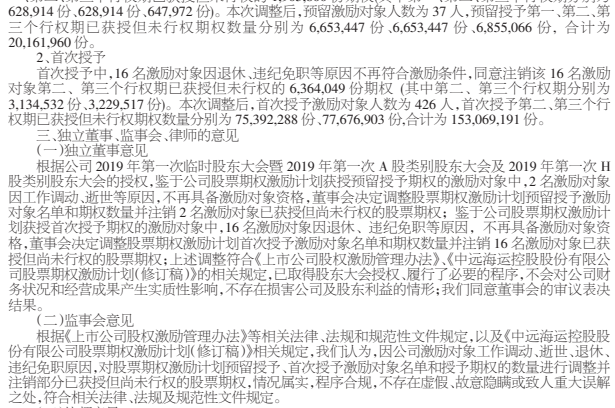 628,914 份、628,914 份、647,972 份)。本次调整后,预留激励对象人数为 37 人,预留授予第一、第二、第
三个行权期已获授但未行权期权数量分别为 6,653,447 份、6,653,447 份、6,855,066 份, 合计为
20,161,960 份。
2、首次授予
首次授予中,16 名激励对象因退休、违纪免职等原因不再符合激励条件,同意注销该 16 名激励
对象第二、第三个行权期已获授但未行权的 6,364,049 份期权 (其中第二、第三个行权期分别为
3,134,532 份、3,229,517 份)。本次调整后,首次授予激励对象人数为 426 人,首次授予第二、第三个行
权期已获授但未行权期权数量分别为 75,392,288 份、77,676,903 份,合计为 153,069,191 份。
三、独立董事、监事会、律师的意见
(一)独立董事意见
根据公司 2019 年第一次临时股东大会暨 2019 年第一次 A 股类别股东大会及 2019 年第一次 H
股类别股东大会的授权,鉴于公司股票期权激励计划获授预留授予期权的激励对象中,2 名激励对象
因工作调动、逝世等原因,不再具备激励对象资格,董事会决定调整股票期权激励计划预留授予激励
对象名单和期权数量并注销 2 名激励对象已获授但尚未行权的股票期权; 鉴于公司股票期权激励计
划获授首次授予期权的激励对象中,16 名激励对象因退休、违纪免职等原因, 不再具备激励对象资
格,董事会决定调整股票期权激励计划首次授予激励对象名单和期权数量并注销 16 名激励对象已获
授但尚未行权的股票期权;上述调整符合《上市公司股权激励管理办法》、《中远海运控股股份有限公
司股票期权激励计划(修订稿)》的相关规定,已取得股东大会授权、履行了必要的程序,不会对公司财
务状况和经营成果产生实质性影响,不存在损害公司及股东利益的情形;我们同意董事会的审议表决
结果。
(二)监事会意见
根据《上市公司股权激励管理办法》等相关法律、法规和规范性文件规定,以及《中远海运控股股
份有限公司股票期权激励计划(修订稿)》相关规定,我们认为,因公司激励对象工作调动、逝世、退休、
违纪免职原因,对股票期权激励计划预留授予、首次授予激励对象名单和授予期权的数量进行调整并
注销部分已获授但尚未行权的股票期权,情况属实,程序合规,不存在虚假、故意隐瞒或致人重大误解
之处,符合相关法律、法规及规范性文件规定。